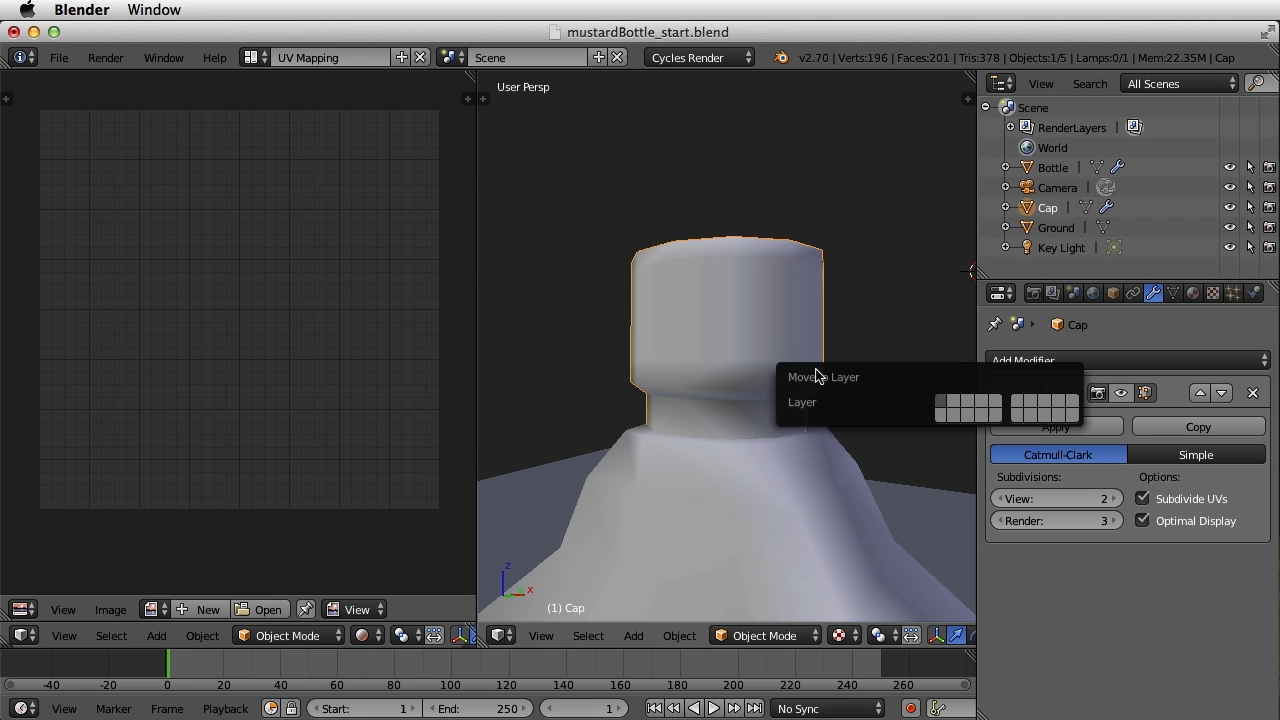 Blender Window
mustardBottle_start.blend
File Render Window Help UV Mapping Scene Cycles Render v2.70 | Verts:196 | Faces:201 | Tris:378 | Objects:1/5 | Lamps:0/1 | Mem:22.35M | Cap
User Persp
View Search All Scenes
Scene
RenderLayers
World
Bottle
Camera
Cap
Ground
Key Light
Cap
Add Modifier
Layer
Apply Copy
Catmull-Clark Simple
Subdivisions: Options:
View: 2 Subdivide UVs
Render: 3 Optimal Display
z
x
(1) Cap
View Image New Open View
View Select Add Object Object Mode
View Select Add Object Object Mode
-40 -20 0 20 40 60 80 100 120 140 160 180 200 220 240 260
View Marker Frame Playback Start: 1 End: 250 1 No Sync